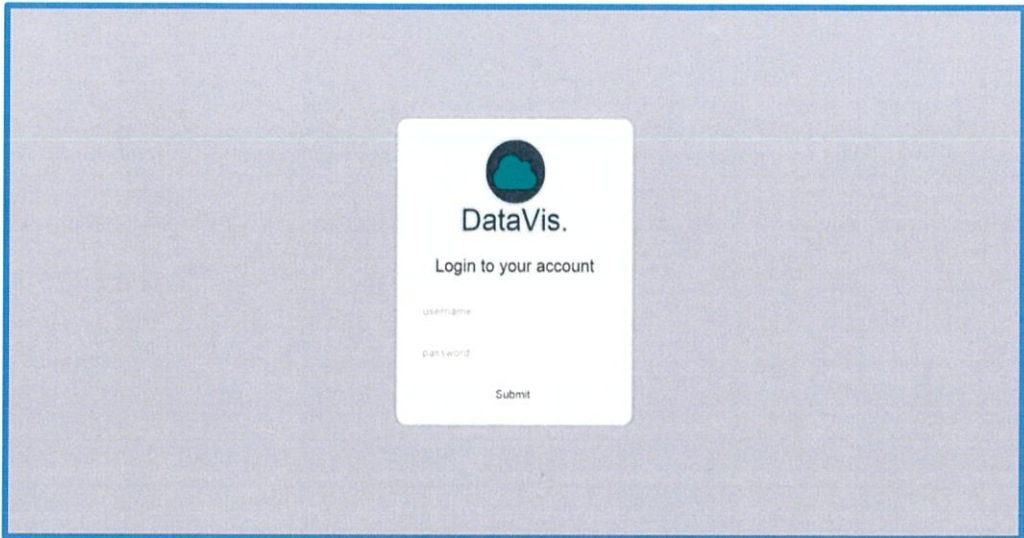 DataVis.
Login to your account
username
password
Submit